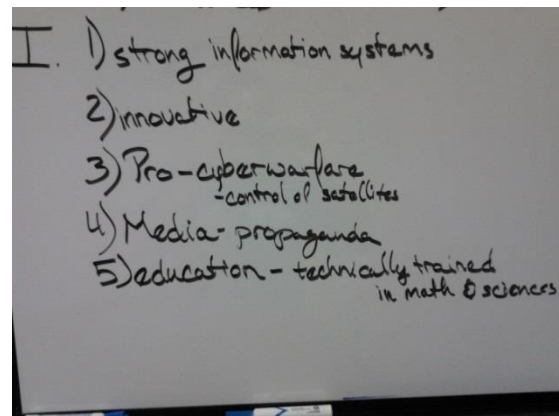 I. 1) strong information systems
2) innovative
3) Pro-cyberwarfare
- control of satellites
4) Media - propaganda
5) education - technically trained
in math & sciences